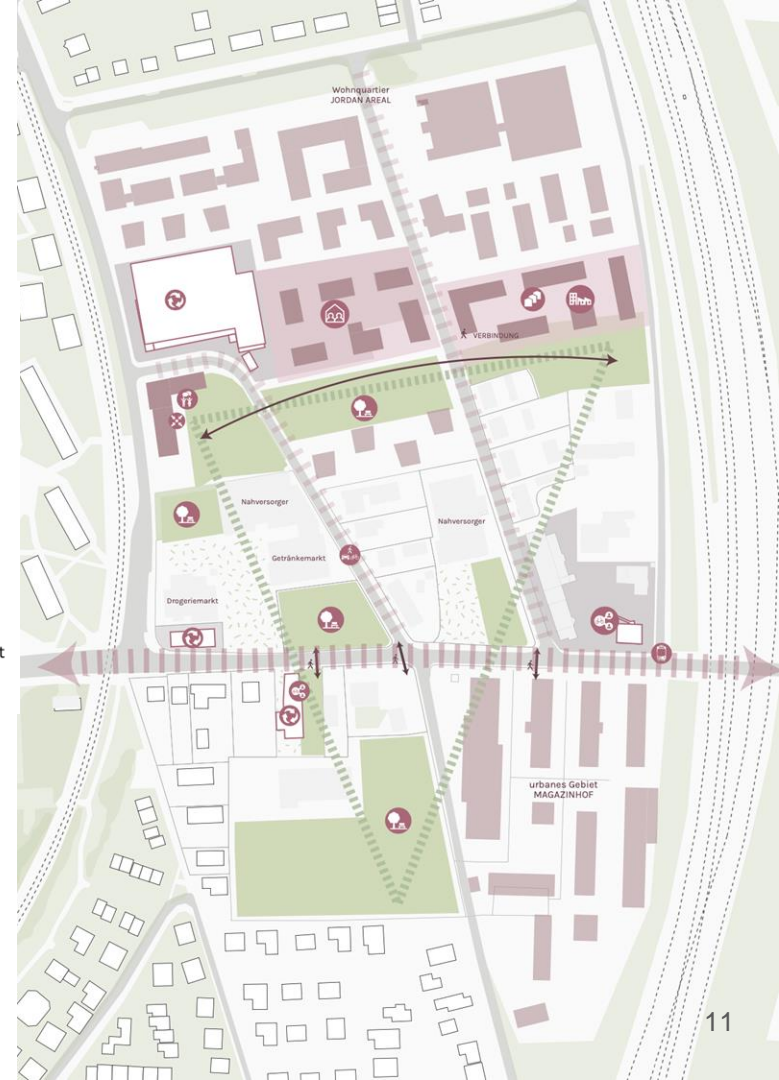 Wohnquartier
JORDAN AREAL
VERBINDUNG
Nahversorger
Nahversorger
Getränkemarkt
Drogeriemarkt
t
urbanes Gebiet
MAGAZINHOF
11